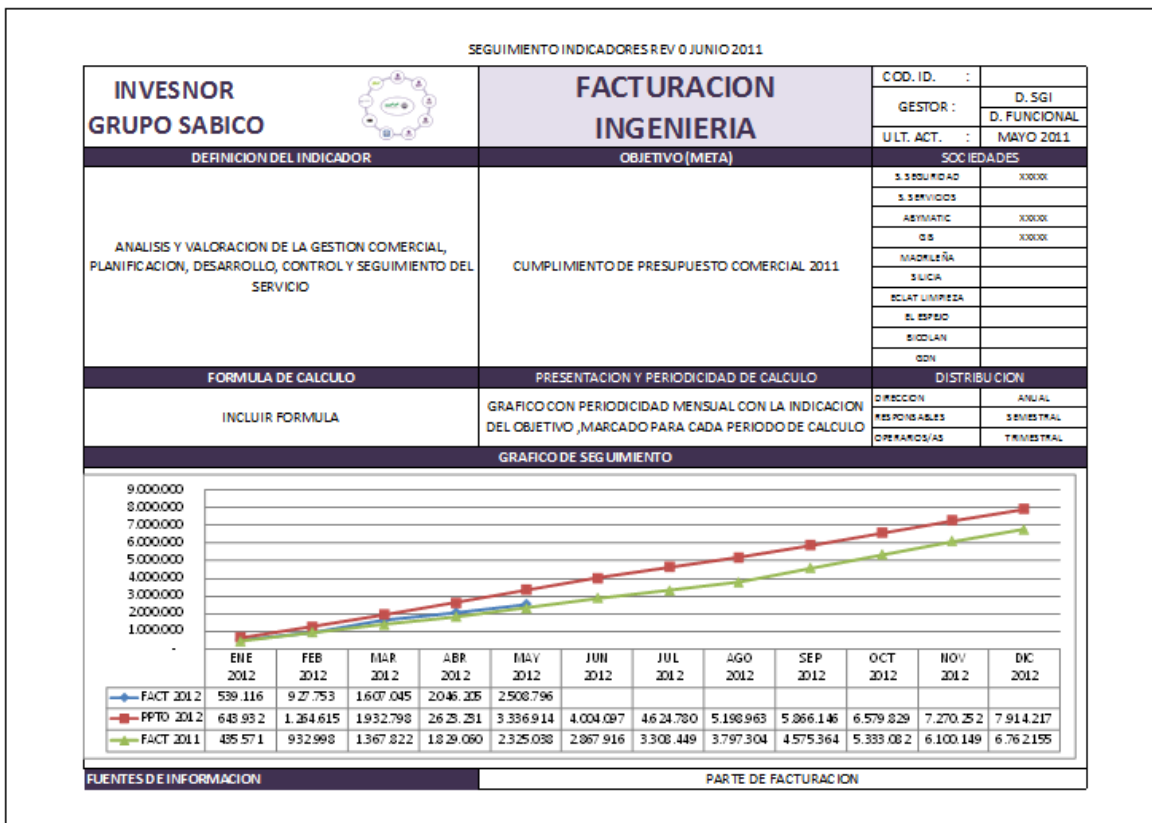 SEGUIMIENTO INDICADORES REV 0 JUNIO 2011
INVESNOR
GRUPO SABICO
FACTURACION
INGENIERIA
COD. ID. :
GESTOR : D. SGI
D. FUNCIONAL
ULT. ACT. : MAYO 2011
DEFINICION DEL INDICADOR OBJETIVO (META) SOCIEDADES
ANALISIS Y VALORACION DE LA GESTION COMERCIAL,
PLANIFICACION, DESARROLLO, CONTROL Y SEGUIMIENTO DEL
SERVICIO
CUMPLIMIENTO DE PRESUPUESTO COMERCIAL 2011
S. SEGURIDAD XXXXX
S. SERVICIOS
ABYMATIC XXXXX
GIS XXXXX
MADRILEÑA
SILICIA
ECLAT LIMPIEZA
EL ESPEJO
BICOLAN
GDN
FORMULA DE CALCULO PRESENTACION Y PERIODICIDAD DE CALCULO DISTRIBUCION
INCLUIR FORMULA
GRAFICO CON PERIODICIDAD MENSUAL CON LA INDICACION
DEL OBJETIVO ,MARCADO PARA CADA PERIODO DE CALCULO
DIRECCION ANUAL
RESPONSABLES SEMESTRAL
OPERARIOS/AS TRIMESTRAL
GRAFICO DE SEGUIMIENTO
9.000.000
8.000.000
7.000.000
6.000.000
5.000.000
4.000.000
3.000.000
2.000.000
1.000.000
-
ENE FEB MAR ABR MAY JUN JUL AGO SEP OCT NOV DIC
2012 2012 2012 2012 2012 2012 2012 2012 2012 2012 2012 2012
FACT 2012 539.116 927.753 1.607.045 2.046.205 2.508.796
PPTO 2012 643.932 1.264.615 1.932.798 2.623.231 3.336.914 4.004.097 4.624.780 5.198.963 5.866.146 6.579.829 7.270.252 7.914.217
FACT 2011 435.571 932.998 1.367.822 1.829.060 2.325.038 2.867.916 3.308.449 3.797.304 4.575.364 5.333.082 6.100.149 6.762.155
FUENTES DE INFORMACION PARTE DE FACTURACION